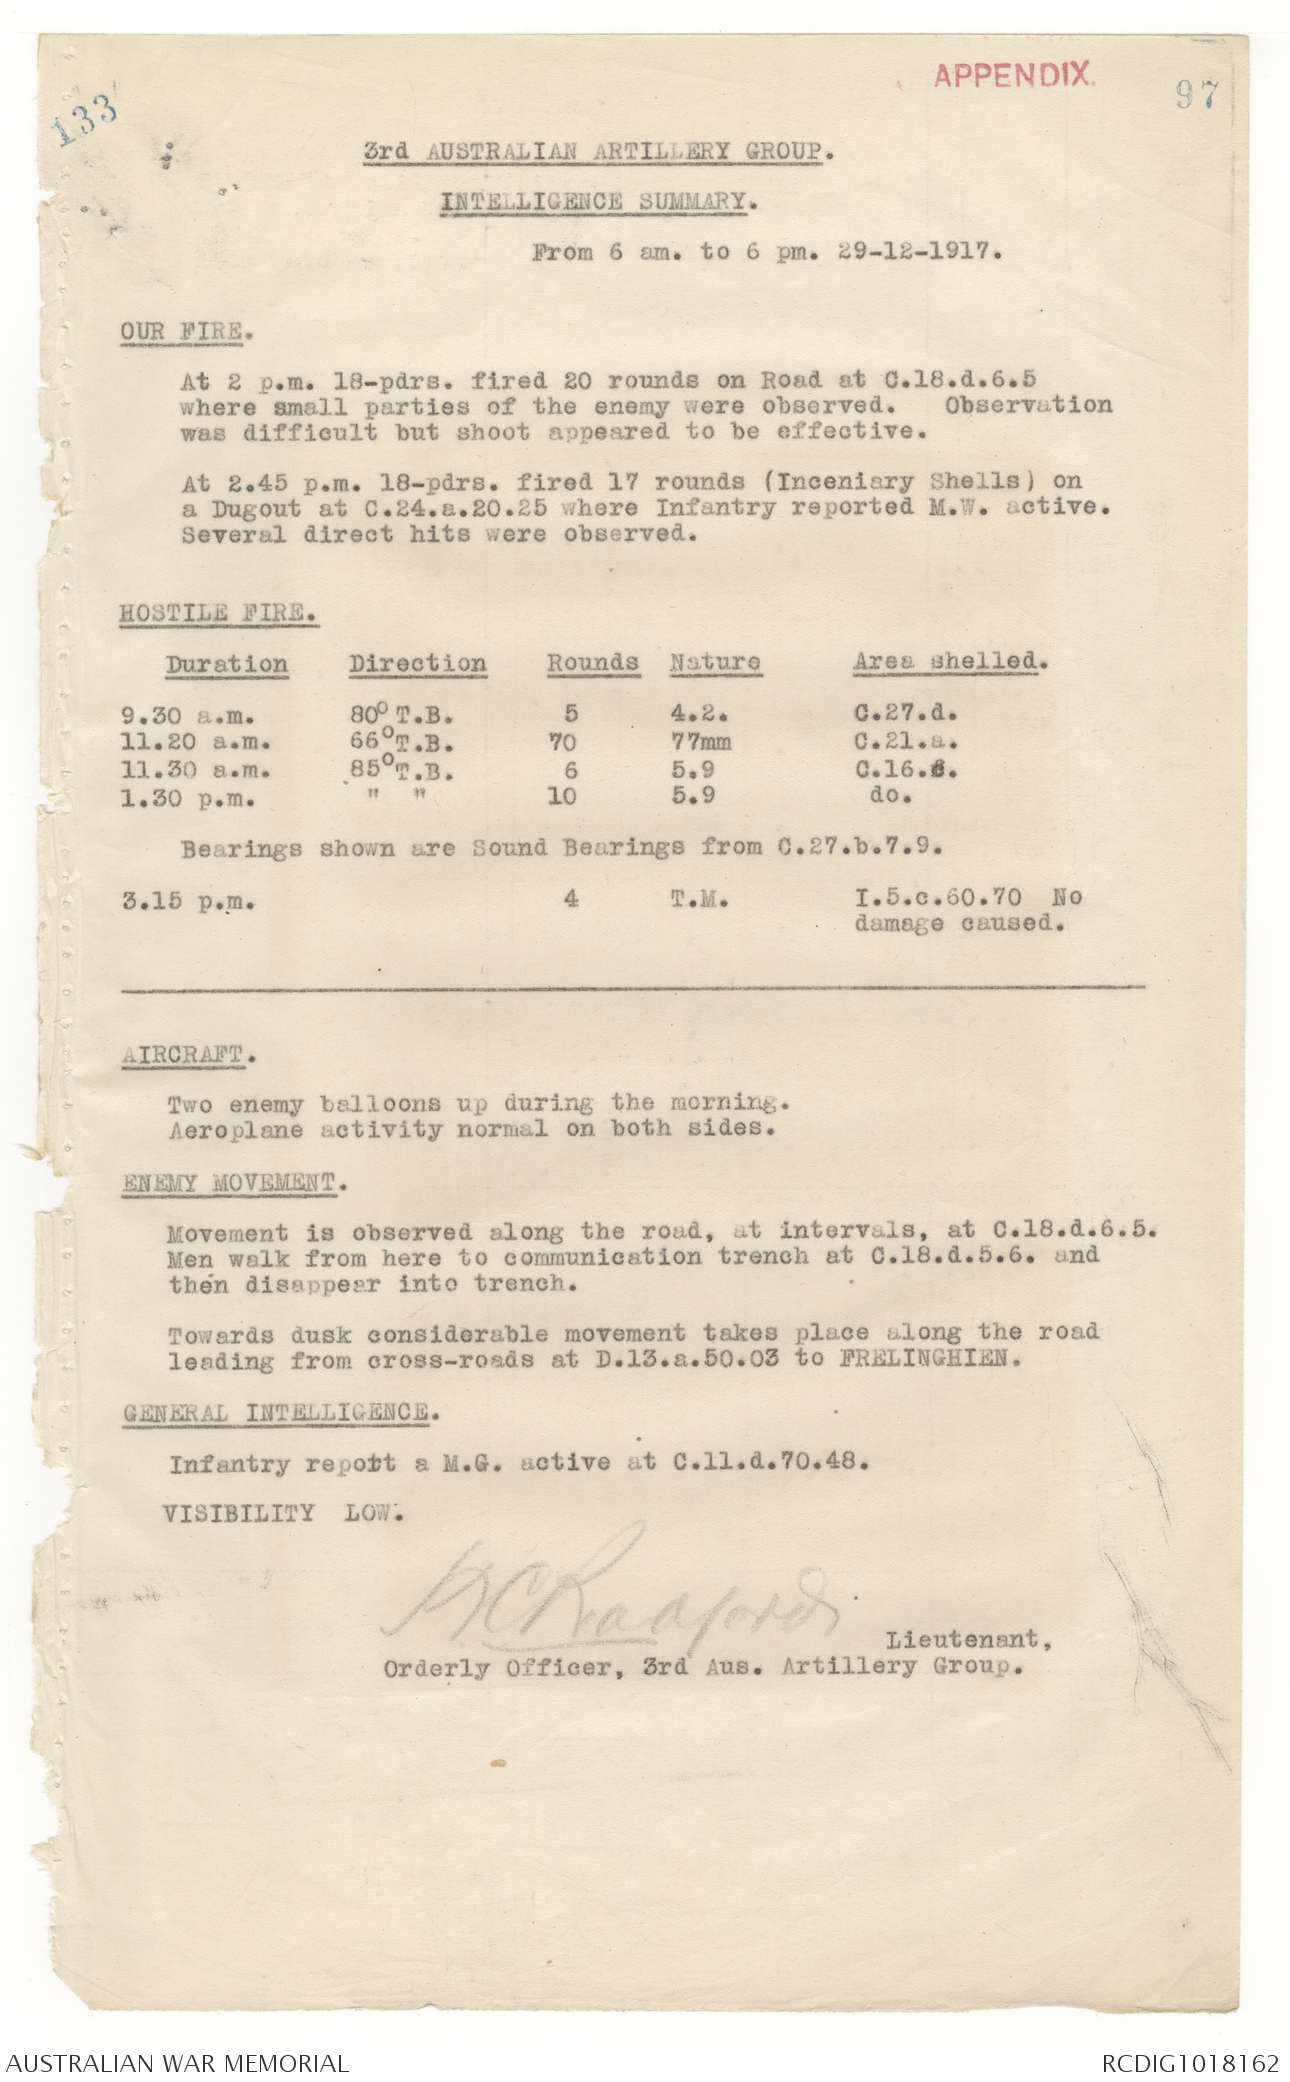 APPENDIX.
133
97
3rd AUSTRALIAN ARTILLERY GROUP.
INTELLIGENCE SUMMARY.
From 6 am. to 6 pm. 29-12-1917.
OUR FIRE.
At 2 p.m. 18-pdrs. fired 20 rounds on Road at C.18.d.6.5
where small parties of the enemy were observed. Observation
was difficult but shoot appeared to be effective.
At 2.45 p.m. 18-pdrs. fired 17 rounds (Inceniary Shells) on
a Dugout at C.24.a.20.25 where Infantry reported M.W. active.
Several direct hits were observed.
HOSTILE FIRE.
Duration Direction Rounds Nature Area shelled.
9.30 a.m. 80° T.B. 5 4.2. C.27.d.
11.20 a.m. 66°T.B. 70 77mm C.21.a.
11.30 a.m. 85°T.B. 6 5.9 C.16.c.
1.30 p.m. " " 10 5.9 do.
Bearings shown are Sound Bearings from C.27.b.7.9.
3.15 p.m. 4 T.M. I.5.c.60.70 No
damage caused.
AIRCRAFT.
Two enemy balloons up during the morning.
Aeroplane activity normal on both sides.
ENEMY MOVEMENT.
Movement is observed along the road, at intervals, at C.18.d.6.5.
Men walk from here to communication trench at C.18.d.5.6. and
then disappear into trench.
Towards dusk considerable movement takes place along the road
leading from cross-roads at D.13.a.50.03 to FRELINGHIEN.
GENERAL INTELLIGENCE.
Infantry report a M.G. active at C.11.d.70.48.
VISIBILITY LOW.
HCRadford
Lieutenant,
Orderly Officer, 3rd Aus. Artillery Group.
AUSTRALIAN WAR MEMORIAL
RCDIG1018162